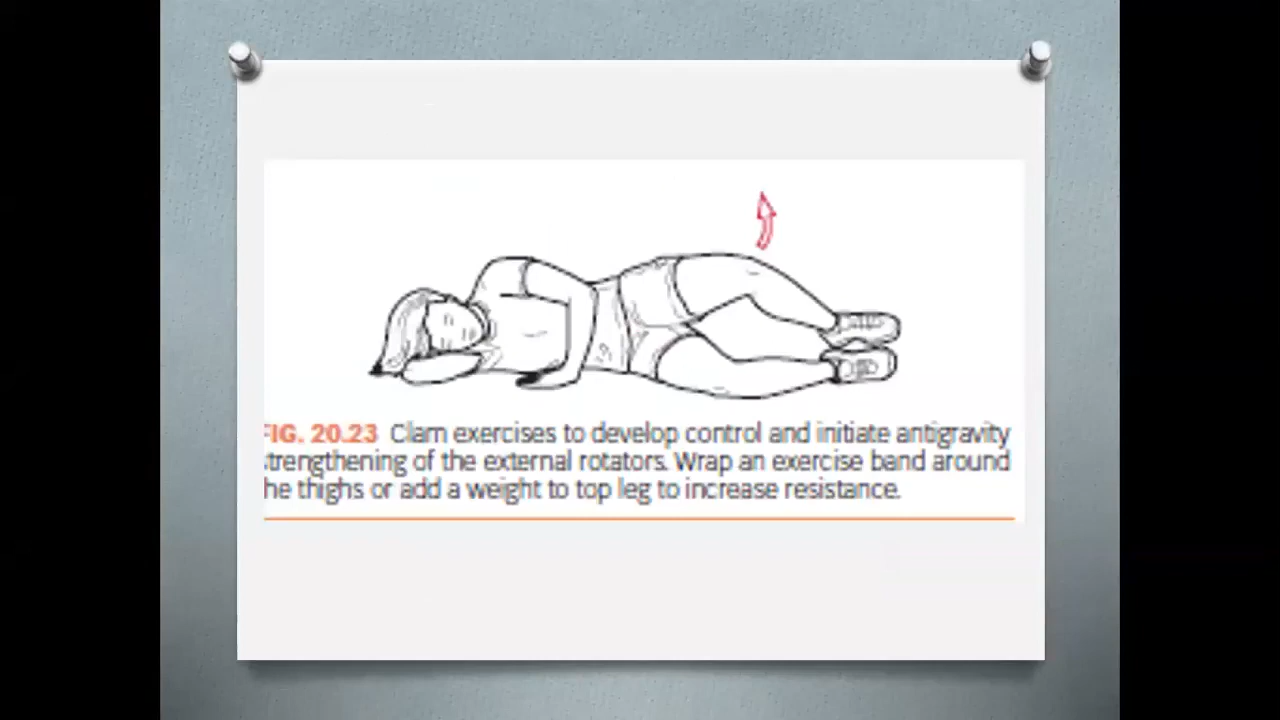 FIG. 20.23 Clam exercises to develop control and initiate antigravity
trengthening of the external rotators. Wrap an exercise band around
he thighs or add a weight to top leg to increase resistance.